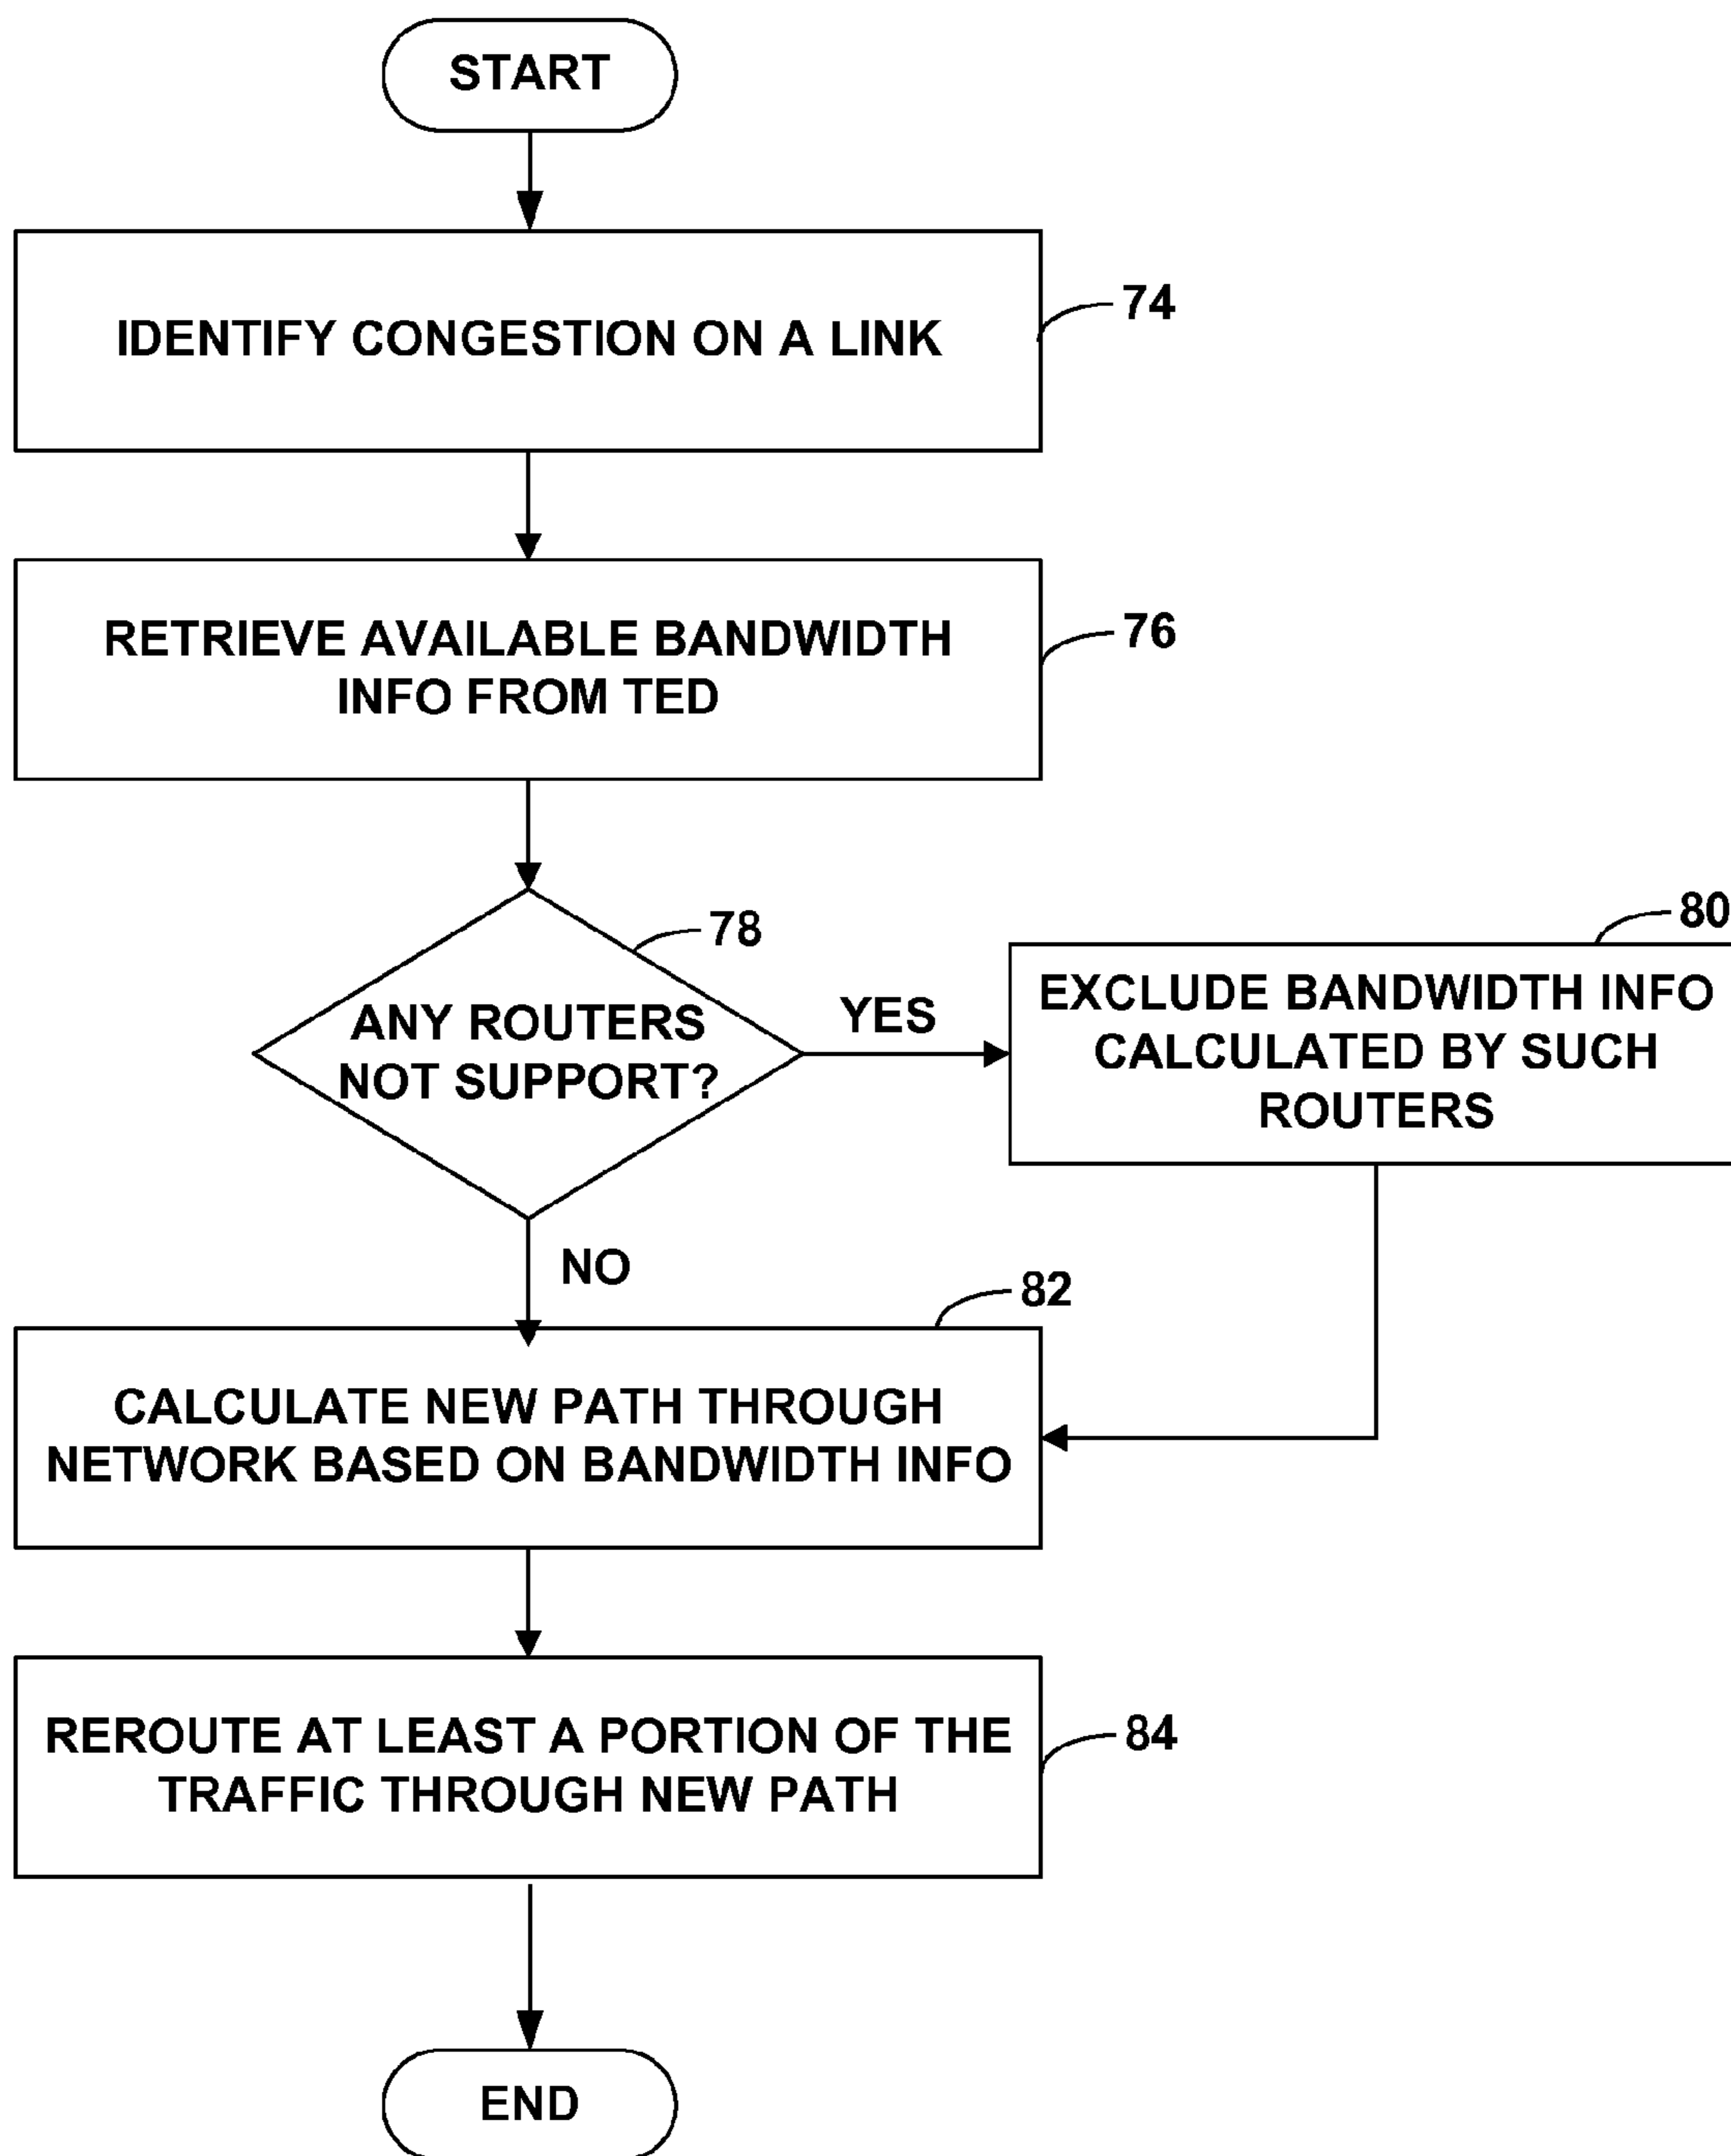 START
IDENTIFY CONGESTION ON A LINK
74
RETRIEVE AVAILABLE BANDWIDTH
INFO FROM TED
76
78
ANY ROUTERS
NOT SUPPORT?
YES
80
EXCLUDE BANDWIDTH INFO
CALCULATED BY SUCH
ROUTERS
NO
82
CALCULATE NEW PATH THROUGH
NETWORK BASED ON BANDWIDTH INFO
REROUTE AT LEAST A PORTION OF THE
TRAFFIC THROUGH NEW PATH
84
END